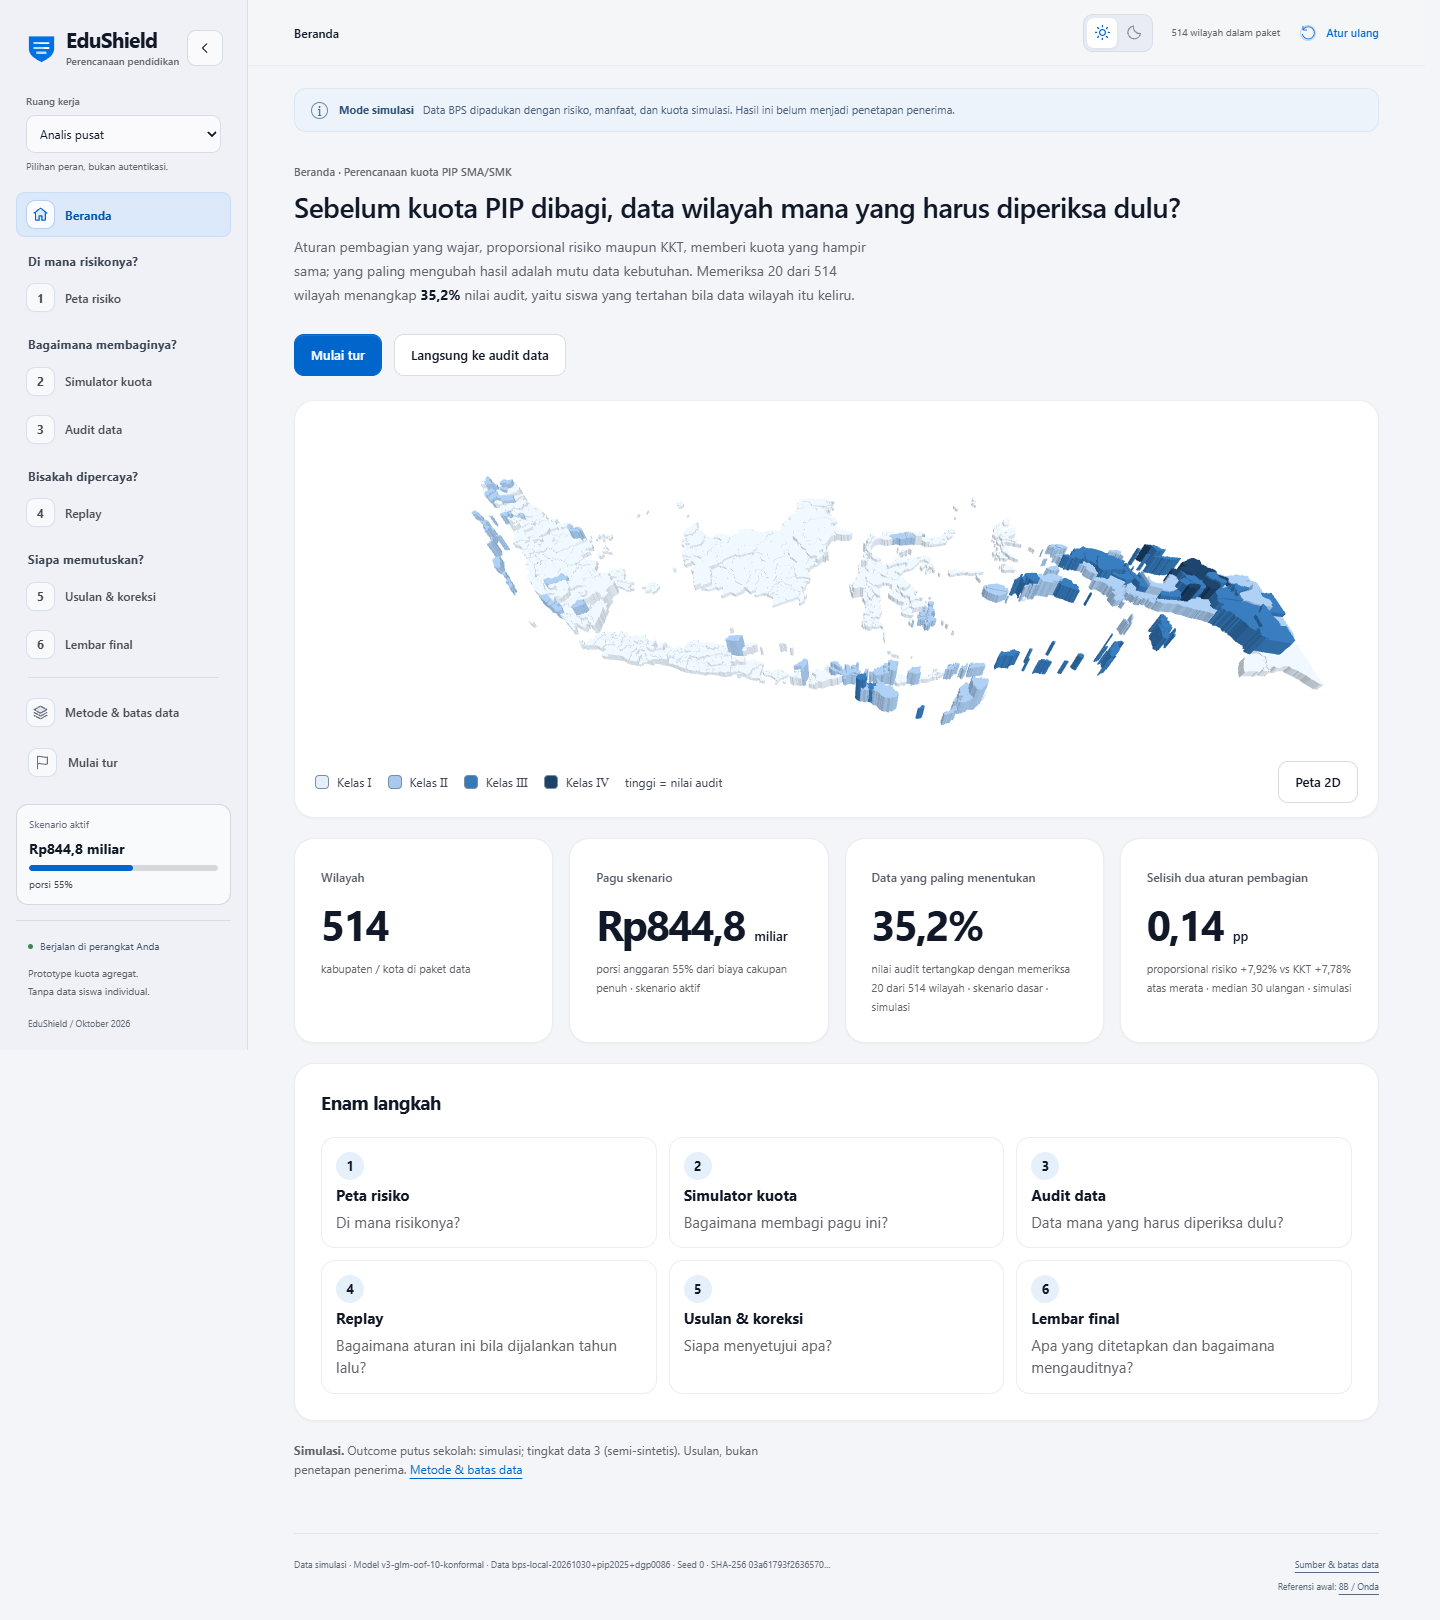 EduShield
Perencanaan pendidikan
Ruang kerja
Analis pusat
Pilihan peran, bukan autentikasi.
Beranda
Di mana risikonya?
1 Peta risiko
Bagaimana membaginya?
2 Simulator kuota
3 Audit data
Bisakah dipercaya?
4 Replay
Siapa memutuskan?
5 Usulan & koreksi
6 Lembar final
Metode & batas data
Mulai tur
Skenario aktif
Rp844,8 miliar
porsi 55%
Berjalan di perangkat Anda
Prototype kuota agregat.
Tanpa data siswa individual.
EduShield / Oktober 2026
Beranda
514 wilayah dalam paket
Atur ulang
Mode simulasi Data BPS dipadukan dengan risiko, manfaat, dan kuota simulasi. Hasil ini belum menjadi penetapan penerima.
Beranda · Perencanaan kuota PIP SMA/SMK
Sebelum kuota PIP dibagi, data wilayah mana yang harus diperiksa dulu?
Aturan pembagian yang wajar, proporsional risiko maupun KKT, memberi kuota yang hampir
sama; yang paling mengubah hasil adalah mutu data kebutuhan. Memeriksa 20 dari 514
wilayah menangkap 35,2% nilai audit, yaitu siswa yang tertahan bila data wilayah itu keliru.
Mulai tur
Langsung ke audit data
Kelas I
Kelas II
Kelas III
Kelas IV
tinggi = nilai audit
Peta 2D
Wilayah
514
kabupaten / kota di paket data
Pagu skenario
Rp844,8 miliar
porsi anggaran 55% dari biaya cakupan
penuh · skenario aktif
Data yang paling menentukan
35,2%
nilai audit tertangkap dengan memeriksa
20 dari 514 wilayah · skenario dasar ·
simulasi
Selisih dua aturan pembagian
0,14 pp
proporsional risiko +7,92% vs KKT +7,78%
atas merata · median 30 ulangan · simulasi
Enam langkah
1
Peta risiko
Di mana risikonya?
2
Simulator kuota
Bagaimana membagi pagu ini?
3
Audit data
Data mana yang harus diperiksa dulu?
4
Replay
Bagaimana aturan ini bila dijalankan tahun
lalu?
5
Usulan & koreksi
Siapa menyetujui apa?
6
Lembar final
Apa yang ditetapkan dan bagaimana
mengauditnya?
Simulasi. Outcome putus sekolah: simulasi; tingkat data 3 (semi-sintetis). Usulan, bukan
penetapan penerima. Metode & batas data
Data simulasi · Model v3-glm-oof-10-konformal · Data bps-local-20261030+pip2025+dgp0086 · Seed 0 · SHA-256 03a61793f2636570…
Sumber & batas data
Referensi awal: 8B / Onda